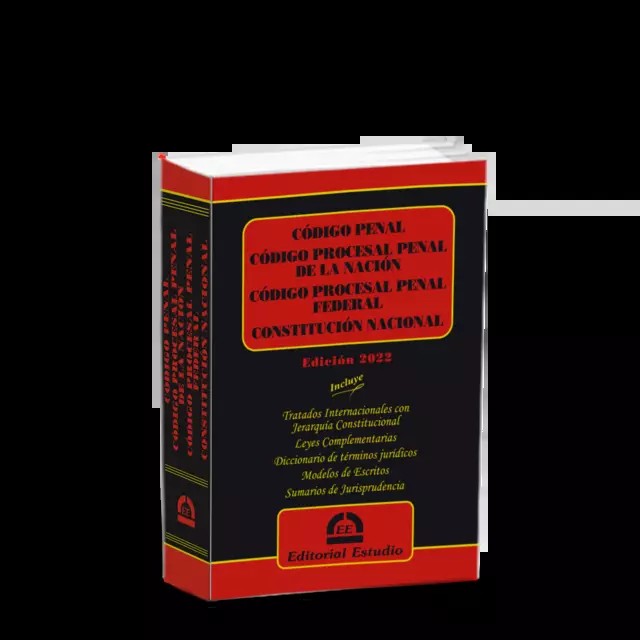 CÓDIGO PENAL
CÓDIGO PROCESAL PENAL
DE LA NACIÓN
CÓDIGO PROCESAL PENAL
FEDERAL
CONSTITUCIÓN NACIONAL
Edición 2022
Incluye
Tratados Internacionales con
Jerarquía Constitucional
Leyes Complementarias
Diccionario de términos jurídicos
Modelos de Escritos
Sumarios de Jurisprudencia
EE
Editorial Estudio
CÓDIGO PENAL
CÓDIGO PROCESAL PENAL
DE LA NACIÓN
CÓDIGO PROCESAL PENAL
FEDERAL
CONSTITUCIÓN NACIONAL
EE